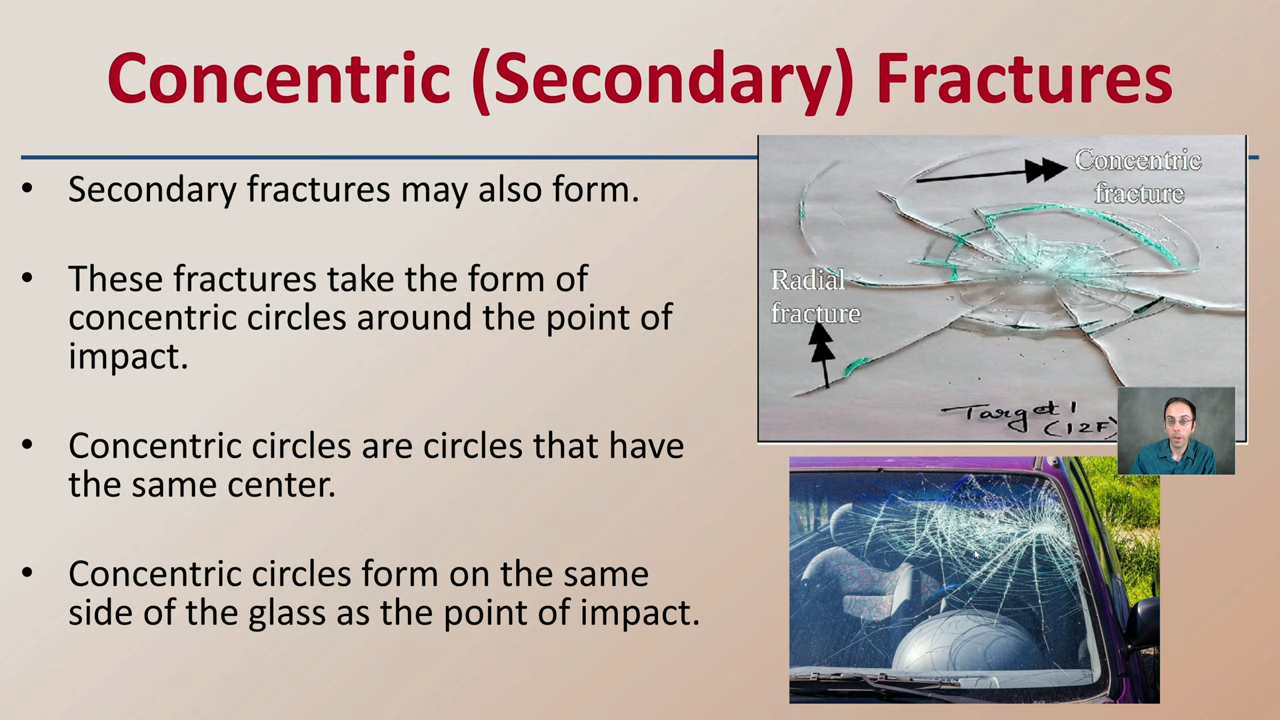 Concentric (Secondary) Fractures
• Secondary fractures may also form.
• These fractures take the form of
concentric circles around the point of
impact.
• Concentric circles are circles that have
the same center.
• Concentric circles form on the same
side of the glass as the point of impact.
Concentric
fracture
Radial
fracture
Target 1
(12F)